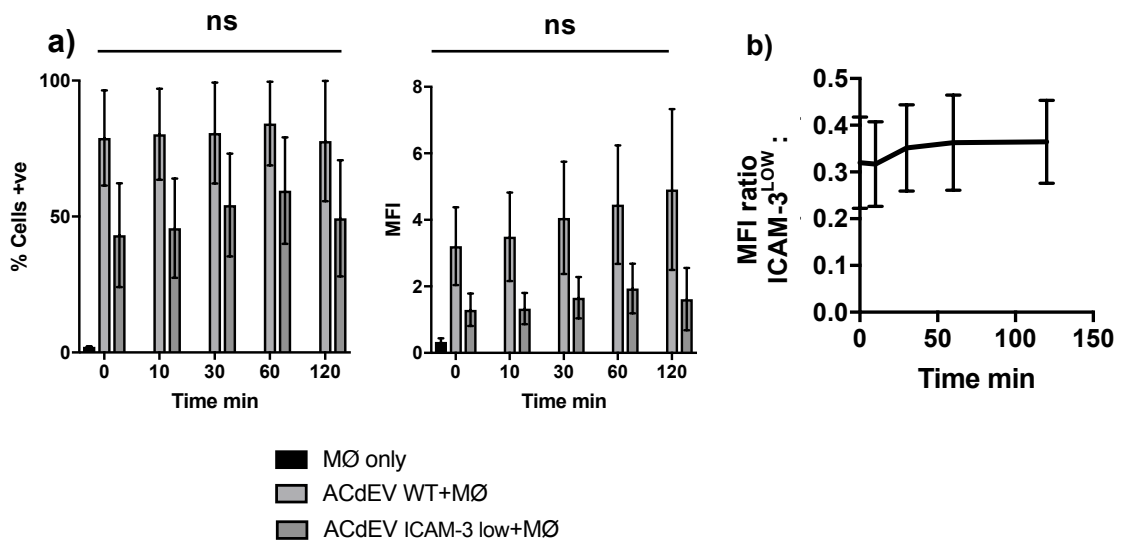 a)
ns
% Cells +ve
100
50
0
0 10 30 60 120
Time min
ns
MFI
8
6
4
2
0
0 10 30 60 120
Time min
b)
MFI ratio
ICAM-3LOW :
0.5
0.4
0.3
0.2
0.1
0.0
0 50 100 150
Time min
MØ only
ACdEV WT+MØ
ACdEV ICAM-3 low+MØ